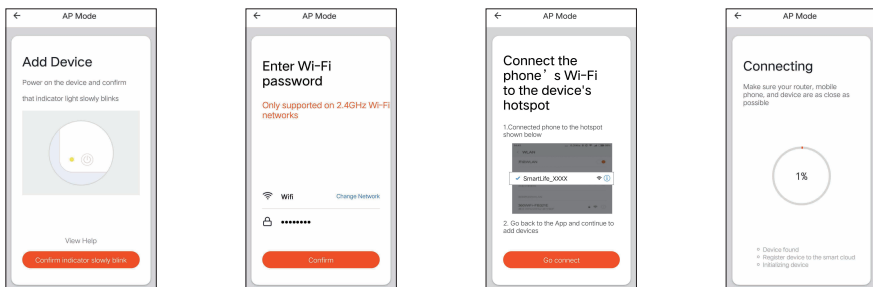 AP Mode
Add Device
Power on the device and confirm
that indicator light slowly blinks
View Help
Confirm indicator slowly blink
AP Mode
Enter Wi-Fi
password
Only supported on 2.4GHz Wi-Fi
networks
Wifi
Change Network
Confirm
AP Mode
Connect the
phone's Wi-Fi
to the device's
hotspot
1.Connected phone to the hotspot
shown below
WLAN
SmartLife_XXXX
2. Go back to the App and continue to
add devices
Go connect
AP Mode
Connecting
Make sure your router, mobile
phone, and device are as close as
possible
1%
Device found
Register device to the smart cloud
Initializing device